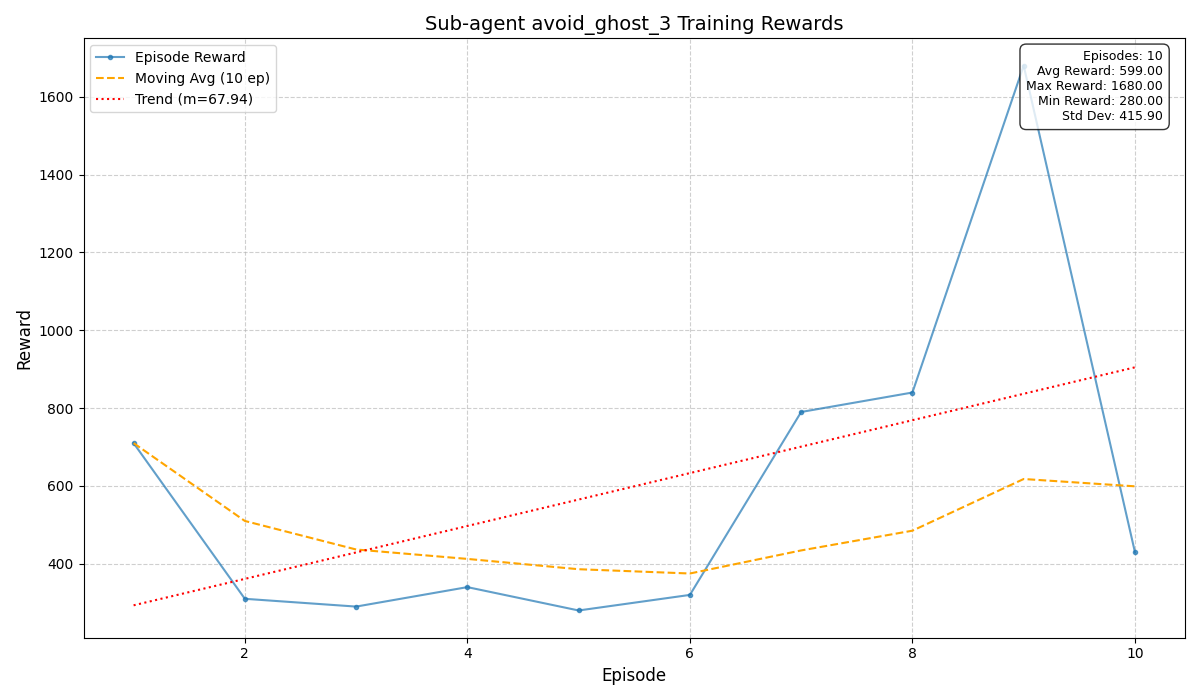 Sub-agent avoid_ghost_3 Training Rewards
Episode Reward
Moving Avg (10 ep)
Trend (m=67.94)
Episodes: 10
Avg Reward: 599.00
Max Reward: 1680.00
Min Reward: 280.00
Std Dev: 415.90
Reward
1600
1400
1200
1000
800
600
400
2
4
6
8
10
Episode